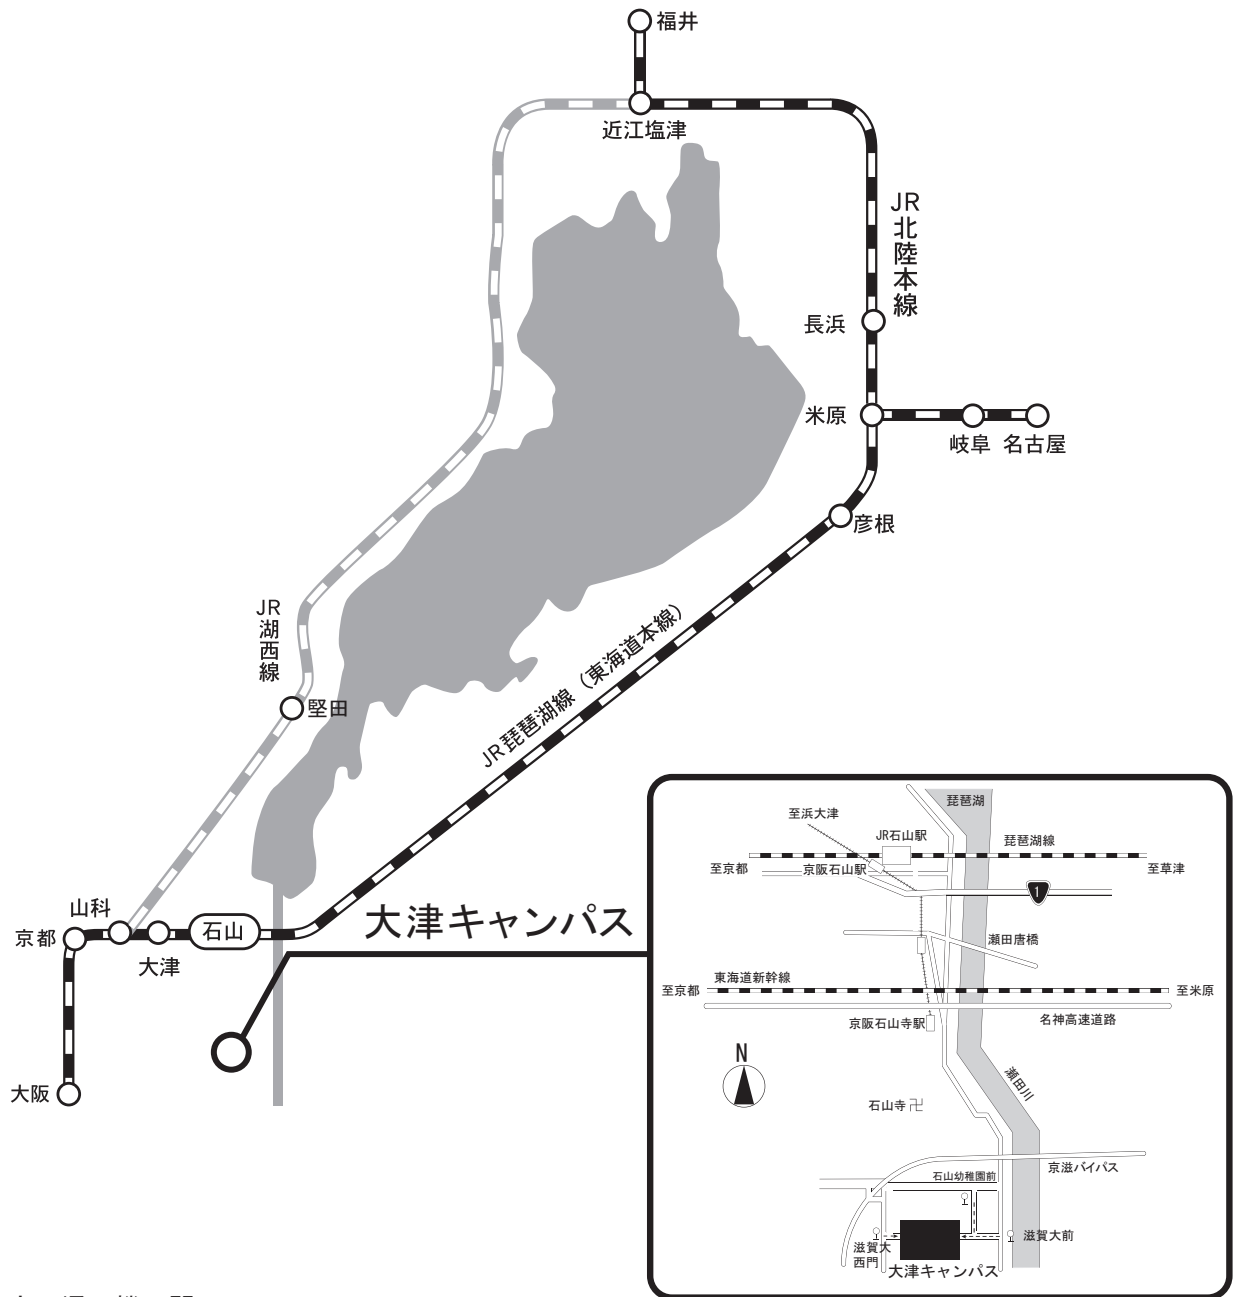 福井
近江塩津
JR北陸本線
長浜
米原
岐阜
名古屋
彦根
JR琵琶湖線（東海道本線）
JR湖西線
堅田
山科
京都
大津
石山
大阪
大津キャンパス
琵琶湖
至浜大津
JR石山駅
琵琶湖線
至京都
京阪石山駅
至草津
1
瀬田唐橋
東海道新幹線
至京都
至米原
京阪石山寺駅
名神高速道路
N
瀬田川
石山寺卍
京滋バイパス
石山幼稚園前
滋賀大前
滋賀大
西門
大津キャンパス